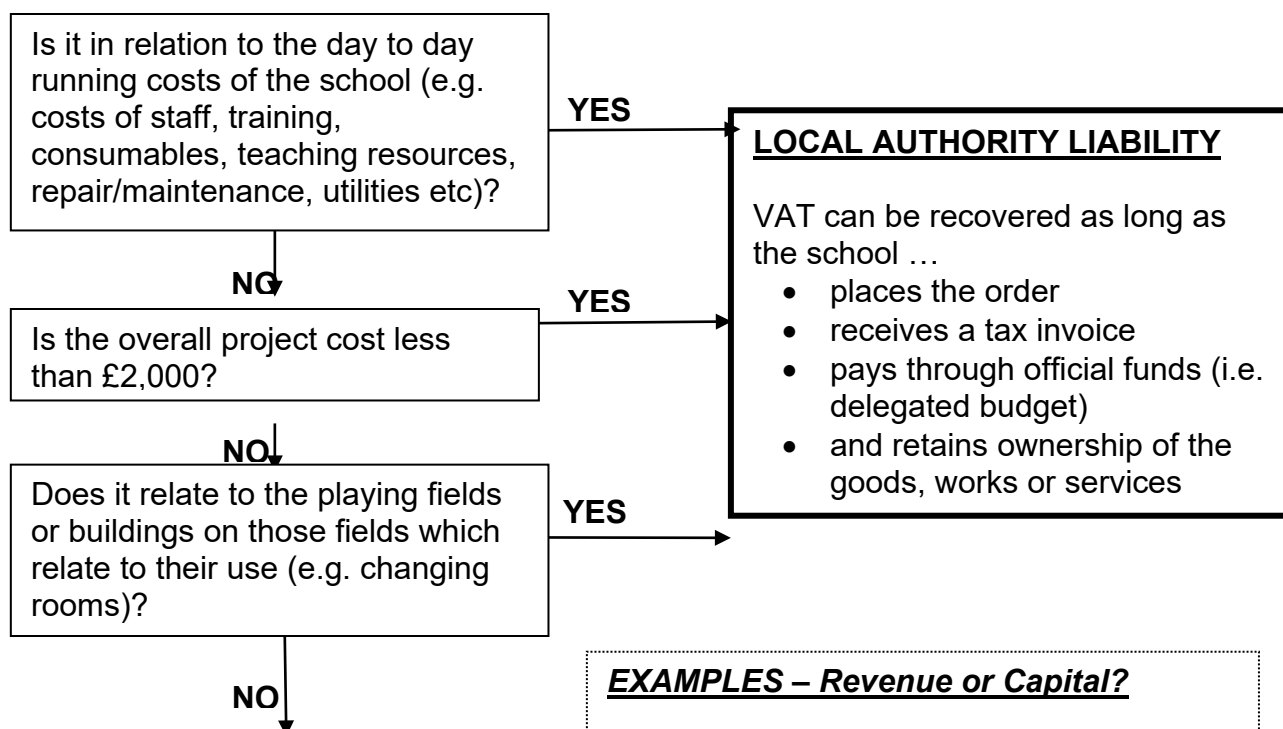 Is it in relation to the day to day
running costs of the school (e.g.
costs of staff, training,
consumables, teaching resources,
repair/maintenance, utilities etc)?
YES
LOCAL AUTHORITY LIABILITY
VAT can be recovered as long as
the school …
• places the order
• receives a tax invoice
• pays through official funds (i.e.
delegated budget)
• and retains ownership of the
goods, works or services
NO
YES
Is the overall project cost less
than £2,000?
NO
Does it relate to the playing fields
or buildings on those fields which
relate to their use (e.g. changing
rooms)?
YES
NO
EXAMPLES – Revenue or Capital?